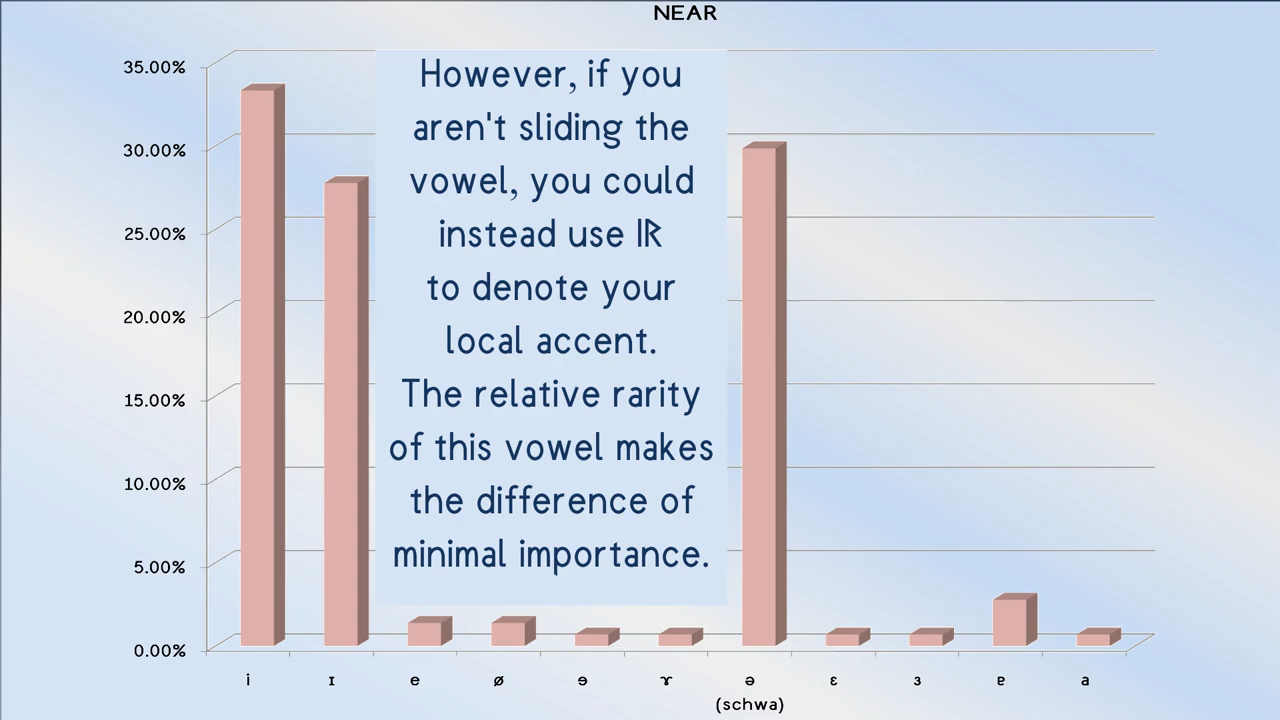 NEAR
35.00%
30.00%
25.00%
20.00%
15.00%
10.00%
5.00%
0.00%
However, if you
aren't sliding the
vowel, you could
instead use IR
to denote your
local accent.
The relative rarity
of this vowel makes
the difference of
minimal importance.
i ɪ e ø ɘ ɤ ə ɛ ɜ ɐ a
(schwa)